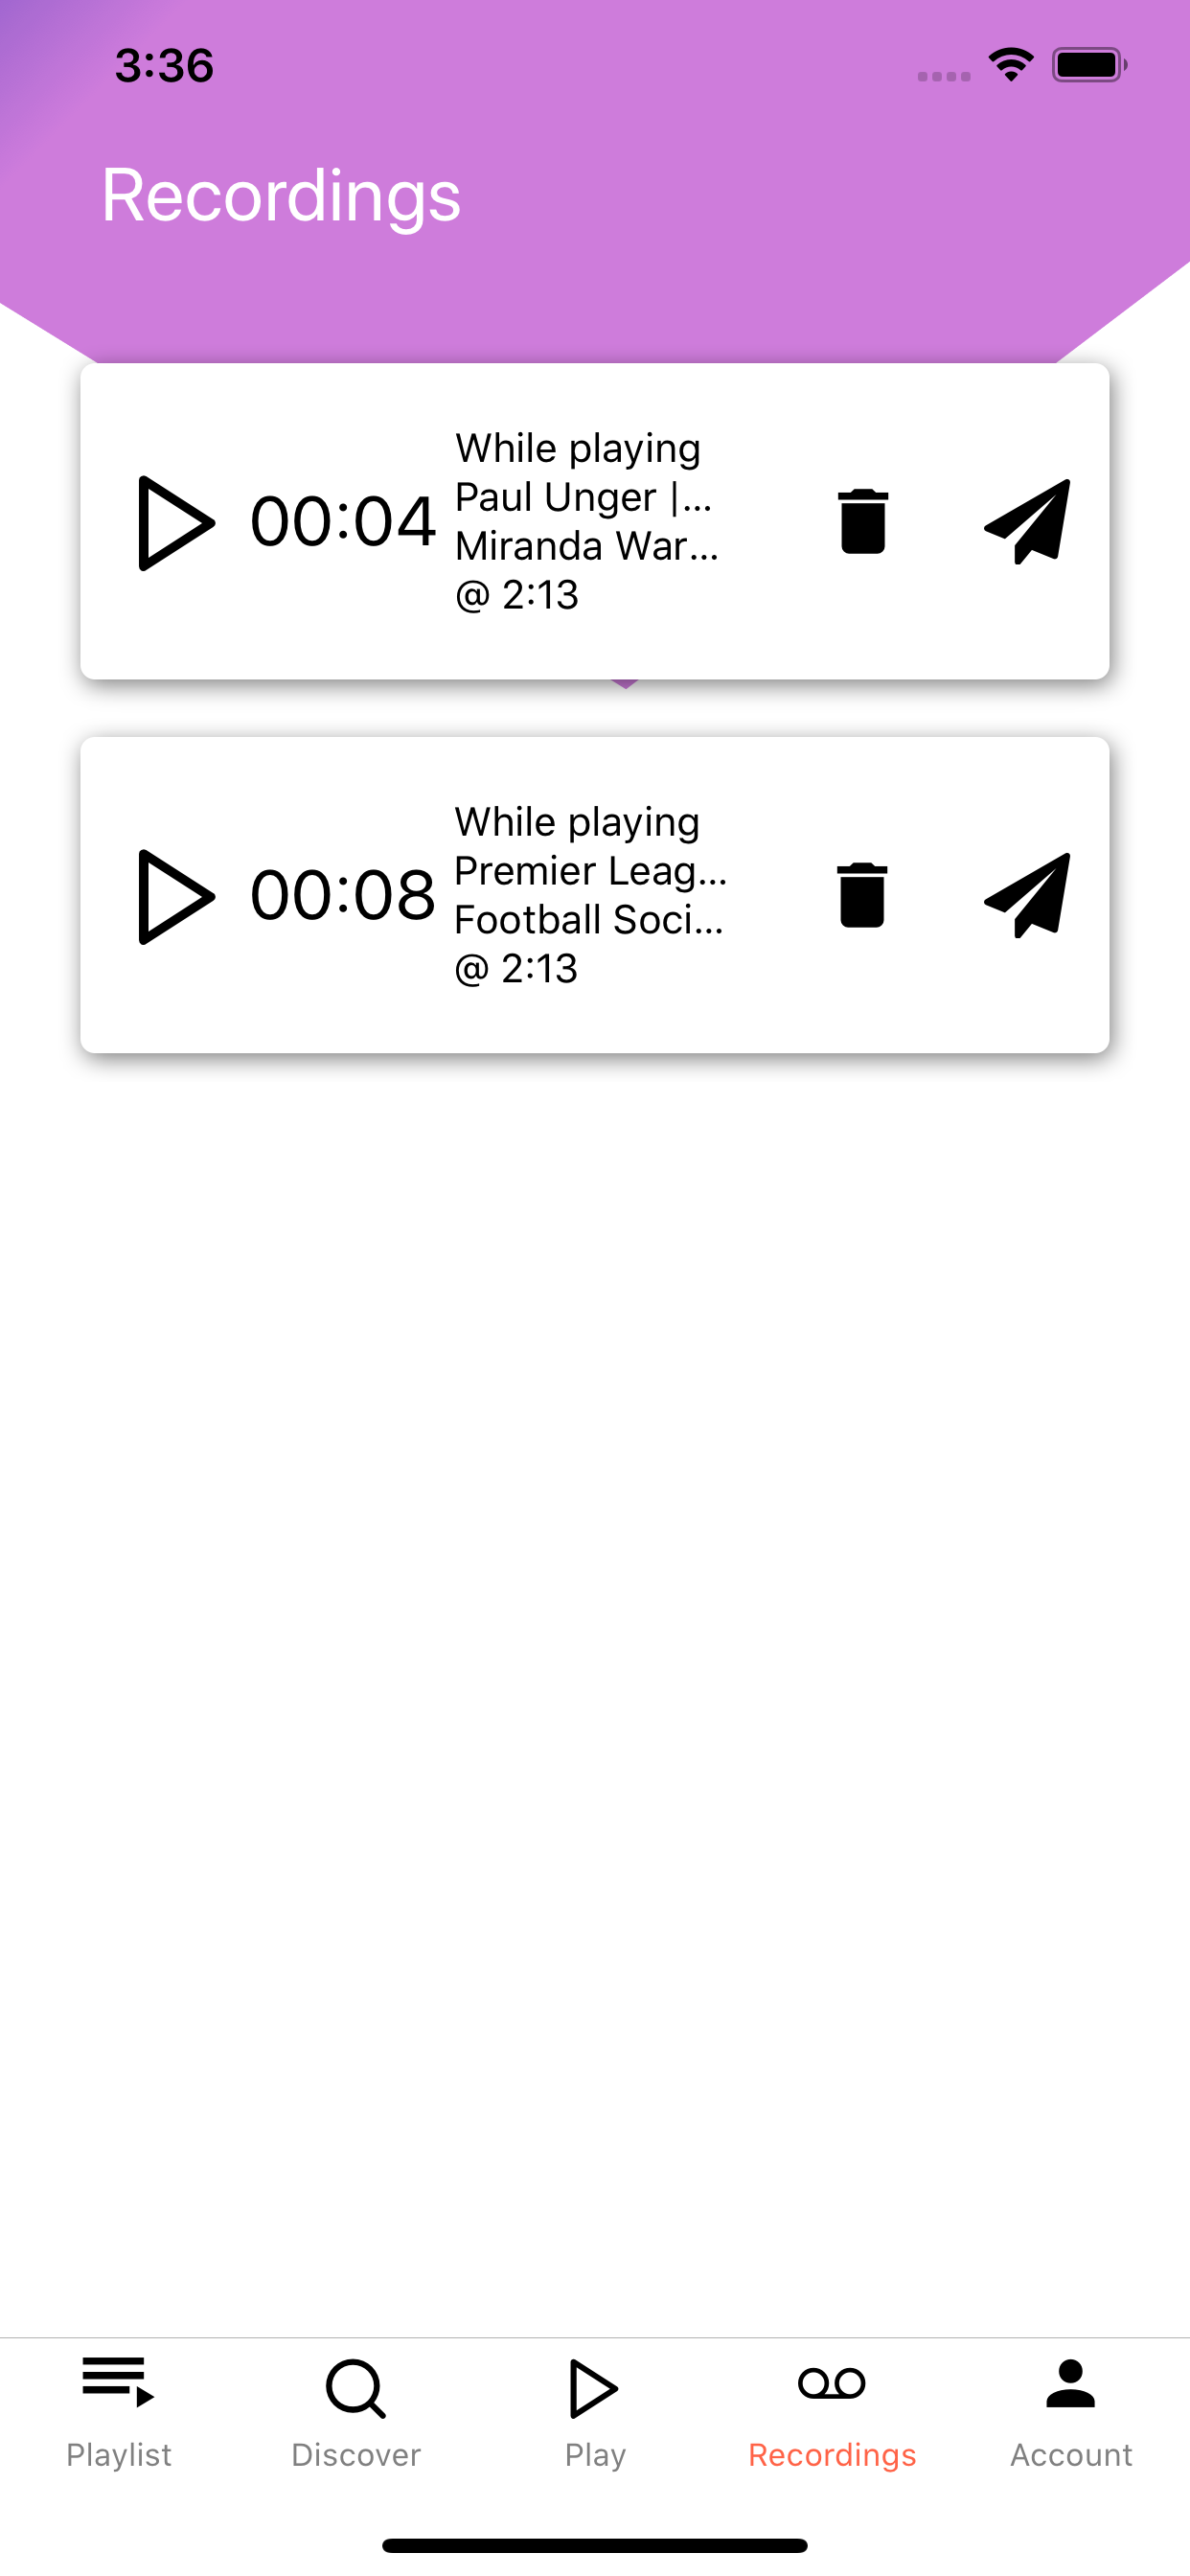 3:36
Recordings
While playing
00:04
Paul Unger |...
Miranda War...
@ 2:13
While playing
00:08
Premier Leag...
Football Soci...
@ 2:13
Playlist
Discover
Play
Recordings
Account